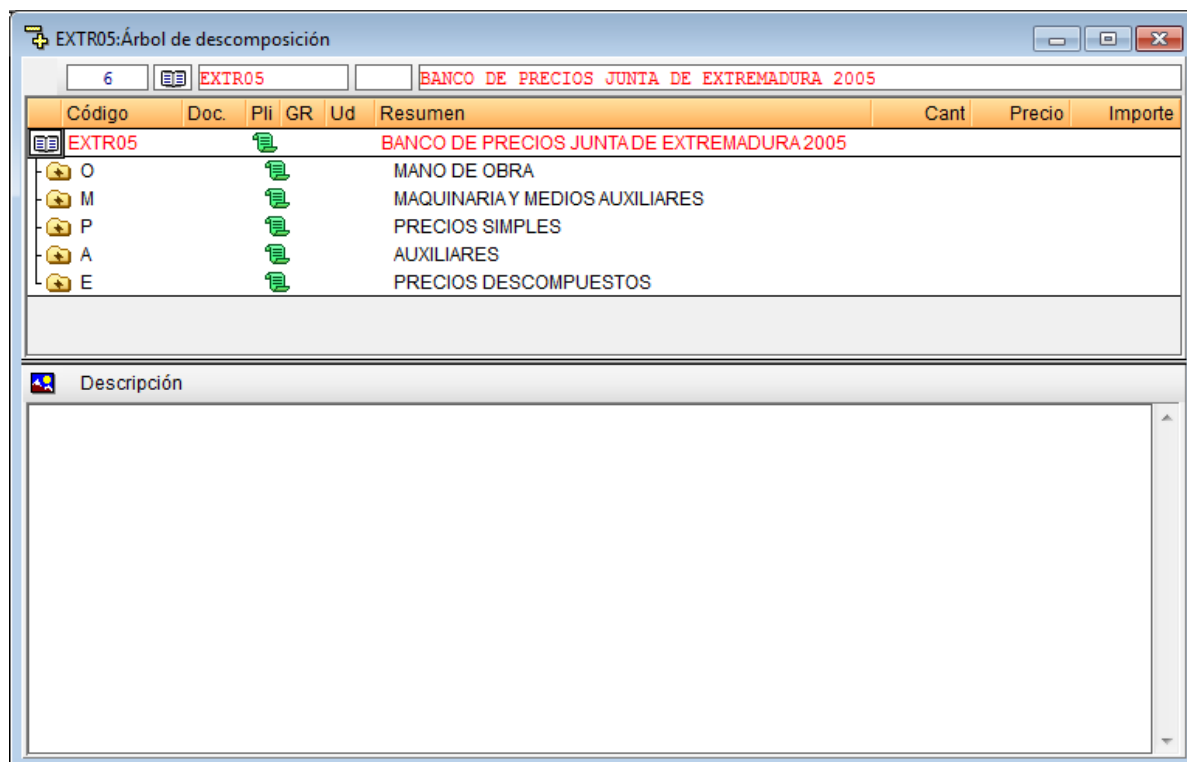 EXTR05:Árbol de descomposición
6 EXTR05 BANCO DE PRECIOS JUNTA DE EXTREMADURA 2005
Código Doc. Pli GR Ud Resumen Cant Precio Importe
EXTR05 BANCO DE PRECIOS JUNTA DE EXTREMADURA 2005
O MANO DE OBRA
M MAQUINARIA Y MEDIOS AUXILIARES
P PRECIOS SIMPLES
A AUXILIARES
E PRECIOS DESCOMPUESTOS
Descripción